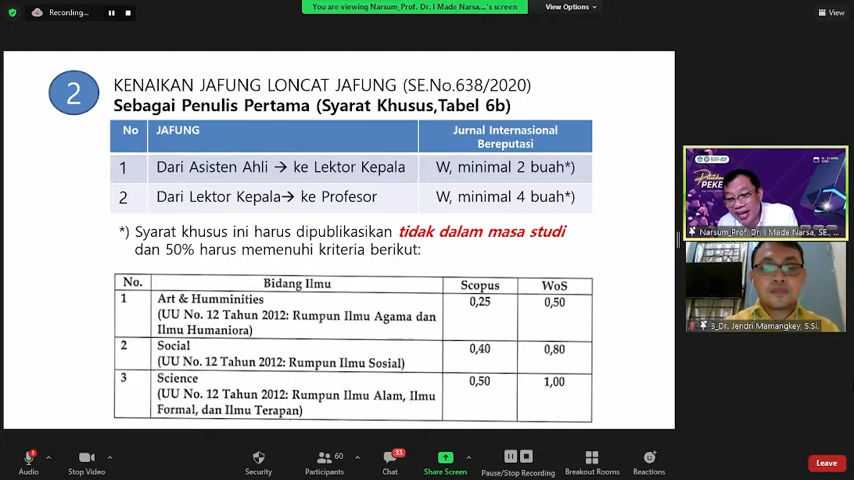 Recording...
You are viewing Narsum_Prof. Dr. I Made Narsa,...'s screen
View Options
View
2
KENAIKAN JAFUNG LONCAT JAFUNG (SE.No.638/2020)
Sebagai Penulis Pertama (Syarat Khusus,Tabel 6b)
No JAFUNG Jurnal Internasional
Bereputasi
1 Dari Asisten Ahli → ke Lektor Kepala W, minimal 2 buah*)
2 Dari Lektor Kepala→ ke Profesor W, minimal 4 buah*)
*) Syarat khusus ini harus dipublikasikan tidak dalam masa studi
dan 50% harus memenuhi kriteria berikut:
No. Bidang Ilmu Scopus WoS
1 Art & Humminities 0,25 0,50
(UU No. 12 Tahun 2012: Rumpun Ilmu Agama dan
Ilmu Humaniora)
2 Social 0,40 0,80
(UU No. 12 Tahun 2012: Rumpun Ilmu Sosial)
3 Science 0,50 1,00
(UU No. 12 Tahun 2012: Rumpun Ilmu Alam, Ilmu
Formal, dan Ilmu Terapan)
PEKE
Narsum_Prof. Dr. I Made Narsa, SE., ...
3_Dr. Jendri Mamangkey, S.Si.
Audio
Stop Video
Security
60
Participants
33
Chat
Share Screen
Pause/Stop Recording
Breakout Rooms
Reactions
Leave